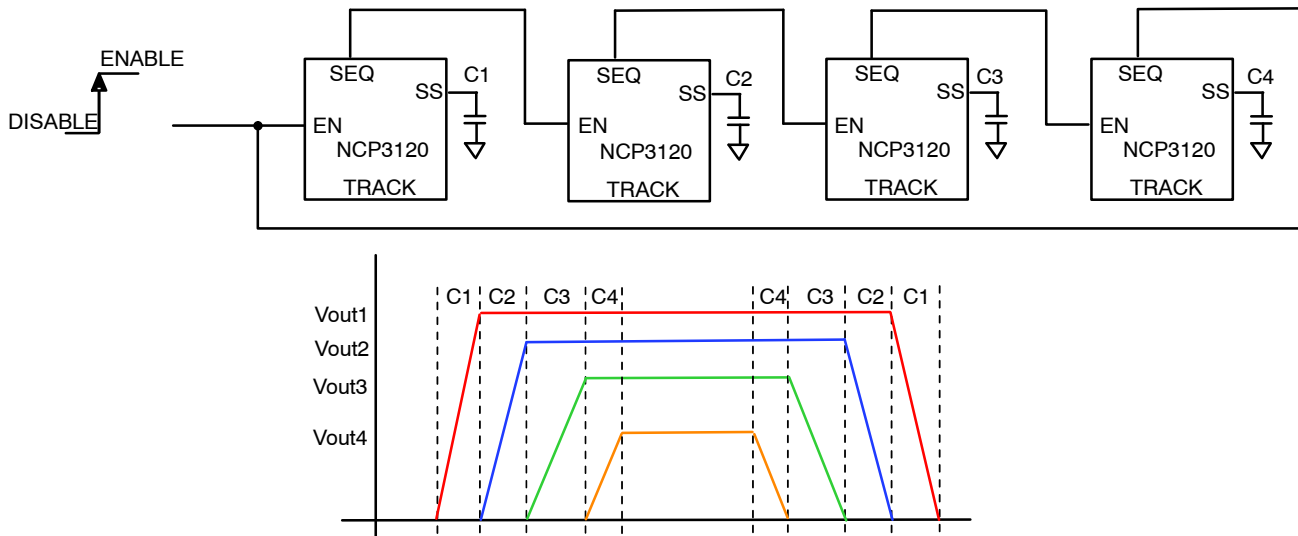 ENABLE
DISABLE
SEQ
SS
C1
EN
NCP3120
TRACK
SEQ
SS
C2
EN
NCP3120
TRACK
SEQ
SS
C3
EN
NCP3120
TRACK
SEQ
SS
C4
EN
NCP3120
TRACK
C1 C2 C3 C4 C4 C3 C2 C1
Vout1
Vout2
Vout3
Vout4